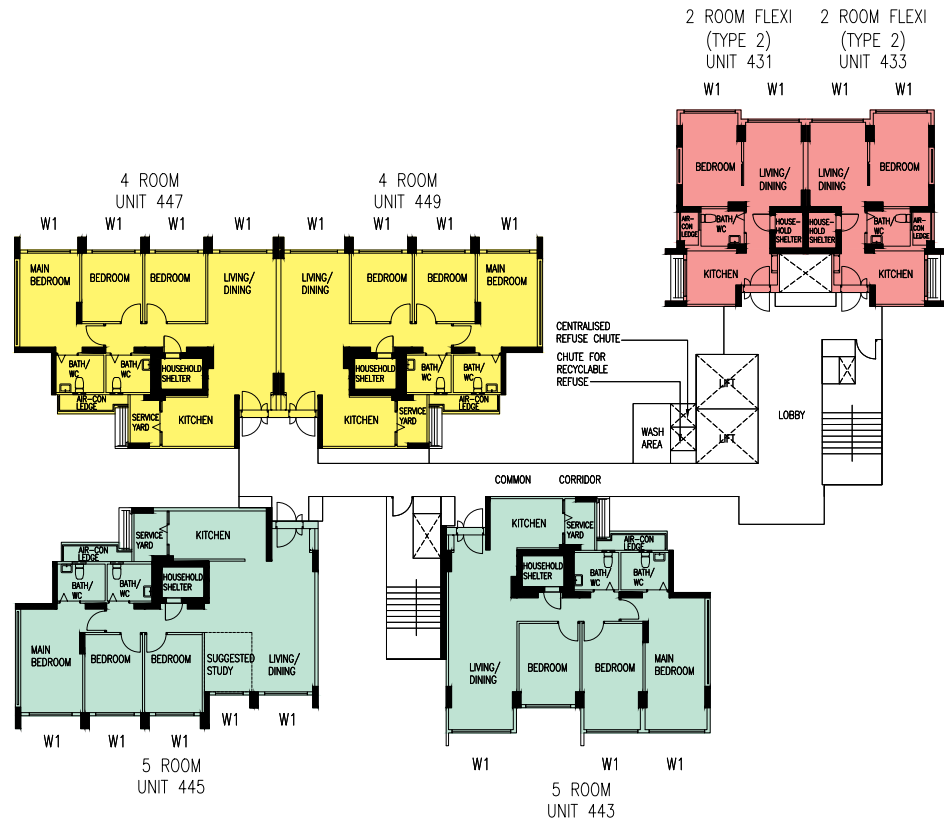 2 ROOM FLEXI
(TYPE 2)
UNIT 431
2 ROOM FLEXI
(TYPE 2)
UNIT 433
W1
W1
W1
W1
BEDROOM
LIVING/
DINING
LIVING/
DINING
BEDROOM
AIR-
CON
LEDGE
BATH/
WC
HOUSE-
HOLD
SHELTER
HOUSE-
HOLD
SHELTER
BATH/
WC
AIR-
CON
LEDGE
KITCHEN
KITCHEN
4 ROOM
UNIT 447
4 ROOM
UNIT 449
W1
W1
W1
W1
W1
W1
W1
W1
MAIN
BEDROOM
BEDROOM
BEDROOM
LIVING/
DINING
LIVING/
DINING
BEDROOM
BEDROOM
MAIN
BEDROOM
BATH/
WC
BATH/
WC
HOUSEHOLD
SHELTER
HOUSEHOLD
SHELTER
BATH/
WC
BATH/
WC
AIR-CON
LEDGE
SERVICE
YARD
KITCHEN
KITCHEN
SERVICE
YARD
AIR-CON
LEDGE
CENTRALISED
REFUSE CHUTE
CHUTE FOR
RECYCLABLE
REFUSE
WASH
AREA
LIFT
LIFT
LOBBY
COMMON CORRIDOR
SERVICE
YARD
KITCHEN
AIR-CON
LEDGE
BATH/
WC
BATH/
WC
HOUSEHOLD
SHELTER
MAIN
BEDROOM
BEDROOM
BEDROOM
SUGGESTED
STUDY
LIVING/
DINING
W1
W1
W1
W1
W1
5 ROOM
UNIT 445
KITCHEN
SERVICE
YARD
AIR-CON
LEDGE
HOUSEHOLD
SHELTER
BATH/
WC
BATH/
WC
LIVING/
DINING
BEDROOM
BEDROOM
MAIN
BEDROOM
W1
W1
W1
5 ROOM
UNIT 443